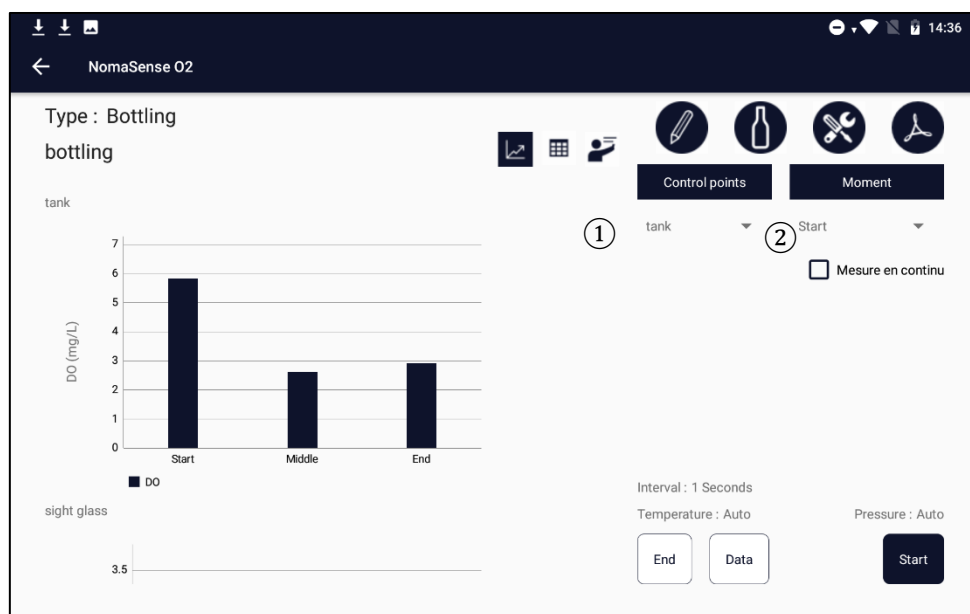 14:36
NomaSense O2
Type : Bottling
bottling
Control points
Moment
tank
① tank
② Start
Mesure en continu
7
6
5
4
3
2
1
0
DO (mg/L)
Start Middle End
DO
Interval : 1 Seconds
sight glass
Temperature : Auto
Pressure : Auto
3.5
End
Data
Start